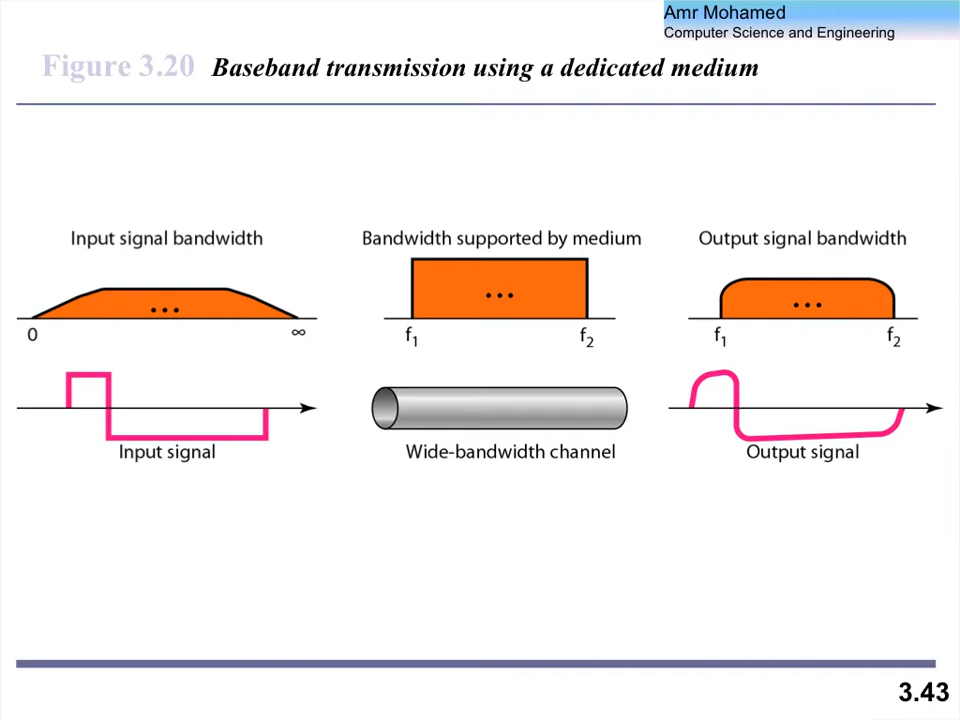 Amr Mohamed
Computer Science and Engineering
Figure 3.20 Baseband transmission using a dedicated medium
Input signal bandwidth
Bandwidth supported by medium
Output signal bandwidth
...
...
...
0
∞
f1
f2
f1
f2
Input signal
Wide-bandwidth channel
Output signal
3.43